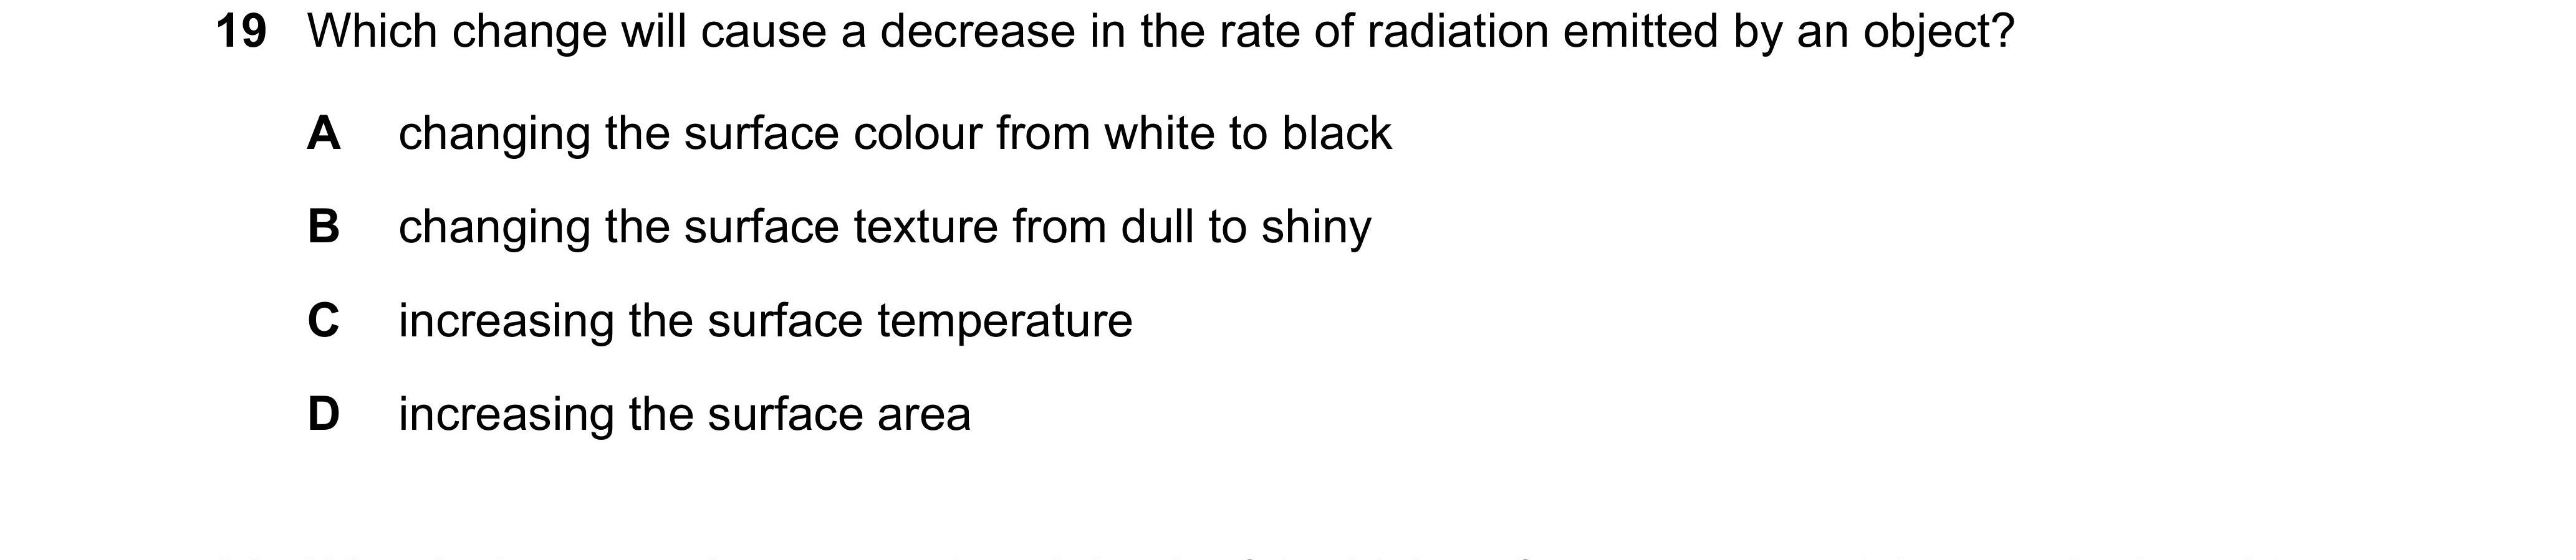 19 Which change will cause a decrease in the rate of radiation emitted by an object?
A changing the surface colour from white to black
B changing the surface texture from dull to shiny
C increasing the surface temperature
D increasing the surface area